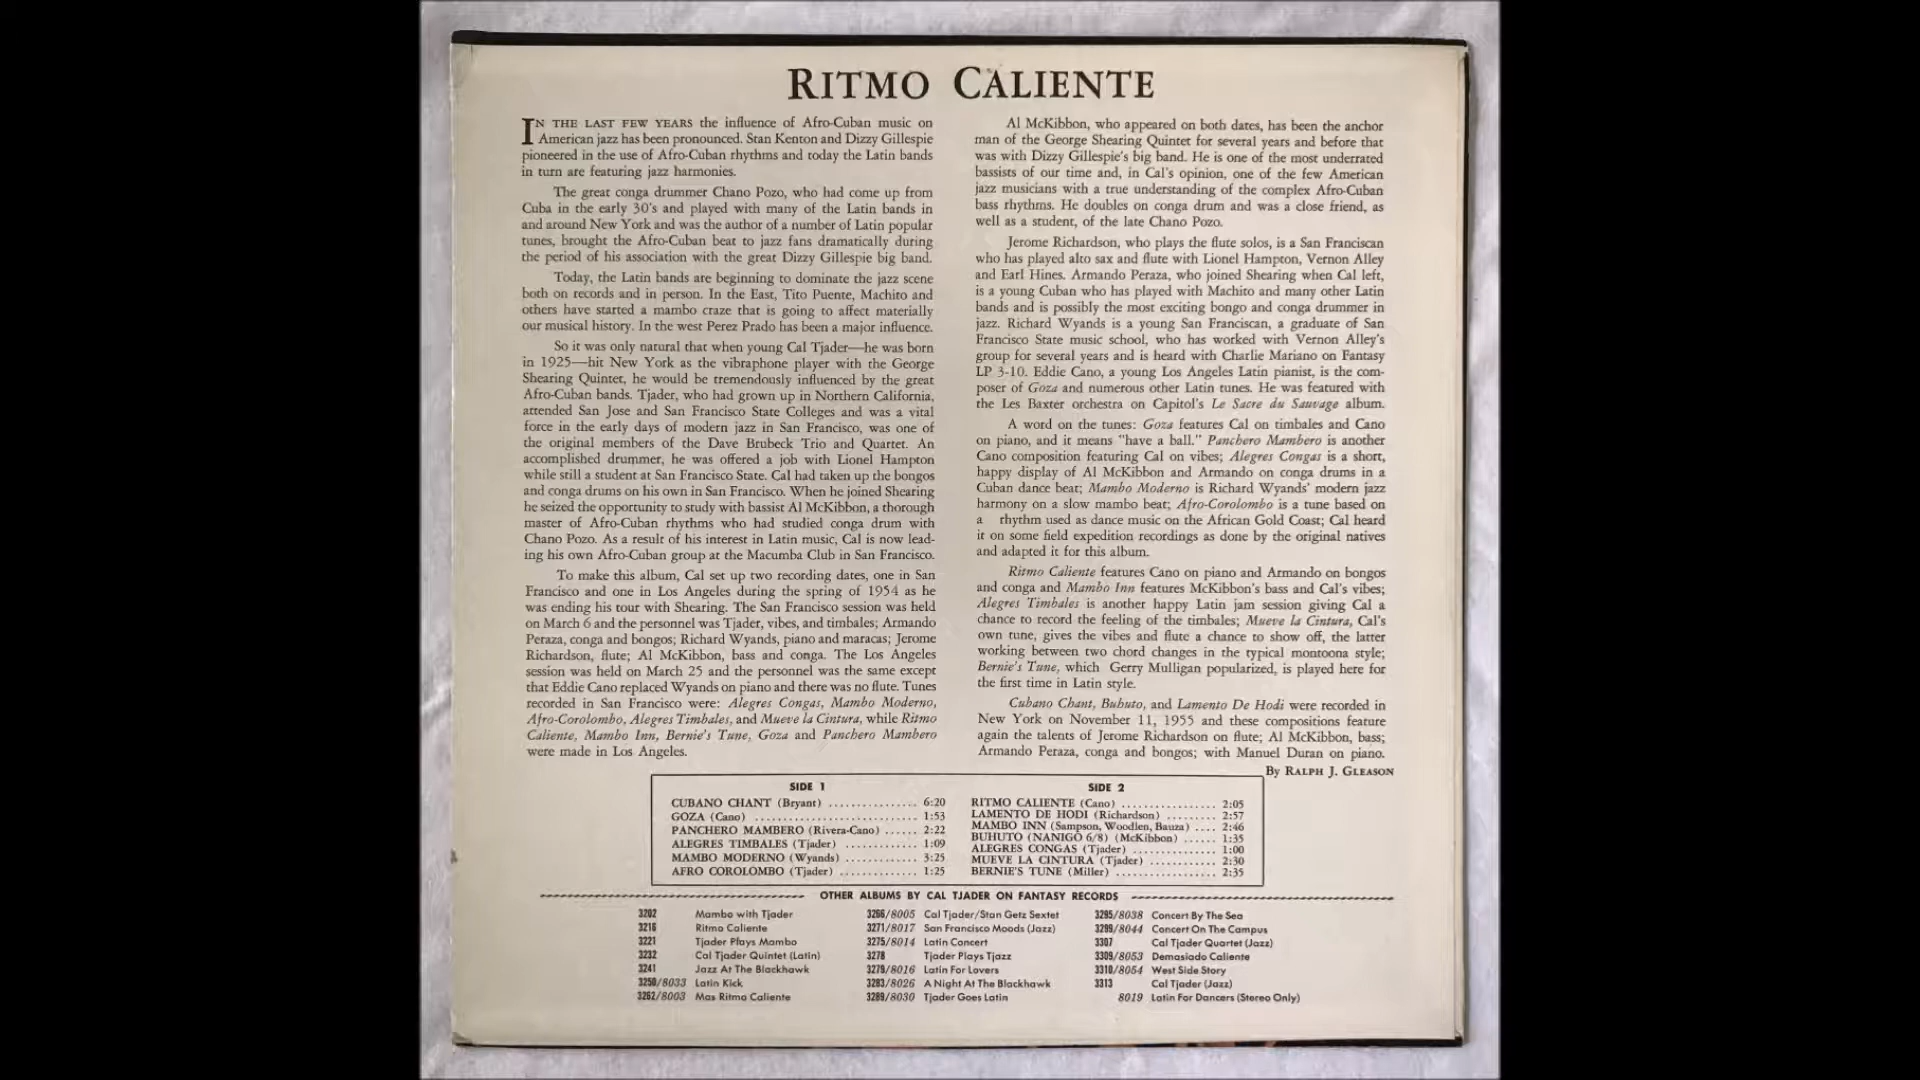 RITMO CALIENTE
IN THE LAST FEW YEARS the influence of Afro-Cuban music on
American jazz has been pronounced. Stan Kenton and Dizzy Gillespie
pioneered in the use of Afro-Cuban rhythms and today the Latin bands
in turn are featuring jazz harmonies.
The great conga drummer Chano Pozo, who had come up from
Cuba in the early 30's and played with many of the Latin bands in
and around New York and was the author of a number of Latin popular
tunes, brought the Afro-Cuban beat to jazz fans dramatically during
the period of his association with the great Dizzy Gillespie big band.
Today, the Latin bands are beginning to dominate the jazz scene
both on records and in person. In the East, Tito Puente, Machito and
others have started a mambo craze that is going to affect materially
our musical history. In the west Perez Prado has been a major influence.
So it was only natural that when young Cal Tjader—he was born
in 1925—hit New York as the vibraphone player with the George
Shearing Quintet, he would be tremendously influenced by the great
Afro-Cuban bands. Tjader, who had grown up in Northern California,
attended San Jose and San Francisco State Colleges and was a vital
force in the early days of modern jazz in San Francisco, was one of
the original members of the Dave Brubeck Trio and Quartet. An
accomplished drummer, he was offered a job with Lionel Hampton
while still a student at San Francisco State. Cal had taken up the bongos
and conga drums on his own in San Francisco. When he joined Shearing
he seized the opportunity to study with bassist Al McKibbon, a thorough
master of Afro-Cuban rhythms who had studied conga drum with
Chano Pozo. As a result of his interest in Latin music, Cal is now lead-
ing his own Afro-Cuban group at the Macumba Club in San Francisco.
To make this album, Cal set up two recording dates, one in San
Francisco and one in Los Angeles during the spring of 1954 as he
was ending his tour with Shearing. The San Francisco session was held
on March 6 and the personnel was Tjader, vibes, and timbales; Armando
Peraza, conga and bongos; Richard Wyands, piano and maracas; Jerome
Richardson, flute; Al McKibbon, bass and conga. The Los Angeles
session was held on March 25 and the personnel was the same except
that Eddie Cano replaced Wyands on piano and there was no flute. Tunes
recorded in San Francisco were: Alegres Congas, Mambo Moderno,
Afro-Corolombo, Alegres Timbales, and Mueve la Cintura, while Ritmo
Caliente, Mambo Inn, Bernie's Tune, Goza and Panchero Mambero
were made in Los Angeles.
Al McKibbon, who appeared on both dates, has been the anchor
man of the George Shearing Quintet for several years and before that
was with Dizzy Gillespie's big band. He is one of the most underrated
bassists of our time and, in Cal's opinion, one of the few American
jazz musicians with a true understanding of the complex Afro-Cuban
bass rhythms. He doubles on conga drum and was a close friend, as
well as a student, of the late Chano Pozo.
Jerome Richardson, who plays the flute solos, is a San Franciscan
who has played alto sax and flute with Lionel Hampton, Vernon Alley
and Earl Hines. Armando Peraza, who joined Shearing when Cal left,
is a young Cuban who has played with Machito and many other Latin
bands and is possibly the most exciting bongo and conga drummer in
jazz. Richard Wyands is a young San Franciscan, a graduate of San
Francisco State music school, who has worked with Vernon Alley's
group for several years and is heard with Charlie Mariano on Fantasy
LP 3-10. Eddie Cano, a young Los Angeles Latin pianist, is the com-
poser of Goza and numerous other Latin tunes. He was featured with
the Les Baxter orchestra on Capitol's Le Sacre du Sauvage album.
A word on the tunes: Goza features Cal on timbales and Cano
on piano, and it means "have a ball." Panchero Mambero is another
Cano composition featuring Cal on vibes; Alegres Congas is a short,
happy display of Al McKibbon and Armando on conga drums in a
Cuban dance beat; Mambo Moderno is Richard Wyands' modern jazz
harmony on a slow mambo beat; Afro-Corolombo is a tune based on
a rhythm used as dance music on the African Gold Coast; Cal heard
it on some field expedition recordings as done by the original natives
and adapted it for this album.
Ritmo Caliente features Cano on piano and Armando on bongos
and conga and Mambo Inn features McKibbon's bass and Cal's vibes;
Alegres Timbales is another happy Latin jam session giving Cal a
chance to record the feeling of the timbales; Mueve la Cintura, Cal's
own tune, gives the vibes and flute a chance to show off, the latter
working between two chord changes in the typical montoona style;
Bernie's Tune, which Gerry Mulligan popularized, is played here for
the first time in Latin style.
Cubano Chant, Buhuto, and Lamento De Hodi were recorded in
New York on November 11, 1955 and these compositions feature
again the talents of Jerome Richardson on flute; Al McKibbon, bass;
Armando Peraza, conga and bongos; with Manuel Duran on piano.
By RALPH J. GLEASON
SIDE 1
CUBANO CHANT (Bryant) ............... 6:20
GOZA (Cano) ........................... 1:53
PANCHERO MAMBERO (Rivera-Cano) ...... 2:22
ALEGRES TIMBALES (Tjader) ............ 1:09
MAMBO MODERNO (Wyands) ............ 3:25
AFRO COROLOMBO (Tjader) ............. 1:25
SIDE 2
RITMO CALIENTE (Cano) ................ 2:05
LAMENTO DE HODI (Richardson) ......... 2:57
MAMBO INN (Sampson, Woodlen, Bauza) .... 2:46
BUHUTO (NANIGO 6/8) (McKibbon) ...... 1:35
ALEGRES CONGAS (Tjader) ............. 1:00
MUEVE LA CINTURA (Tjader) ........... 2:30
BERNIE'S TUNE (Miller) ................. 2:35
OTHER ALBUMS BY CAL TJADER ON FANTASY RECORDS
3202 Mambo with Tjader
3216 Ritmo Caliente
3221 Tjader Plays Mambo
3232 Cal Tjader Quintet (Latin)
3241 Jazz At The Blackhawk
3250/8033 Latin Kick
3262/8003 Mas Ritmo Caliente
3266/8005 Cal Tjader/Stan Getz Sextet
3271/8017 San Francisco Moods (Jazz)
3275/8014 Latin Concert
3278 Tjader Plays Tjazz
3279/8016 Latin For Lovers
3283/8026 A Night At The Blackhawk
3289/8030 Tjader Goes Latin
3295/8038 Concert By The Sea
3299/8044 Concert On The Campus
3307 Cal Tjader Quartet (Jazz)
3309/8053 Demasiado Caliente
3310/8054 West Side Story
3313 Cal Tjader (Jazz)
8019 Latin For Dancers (Stereo Only)